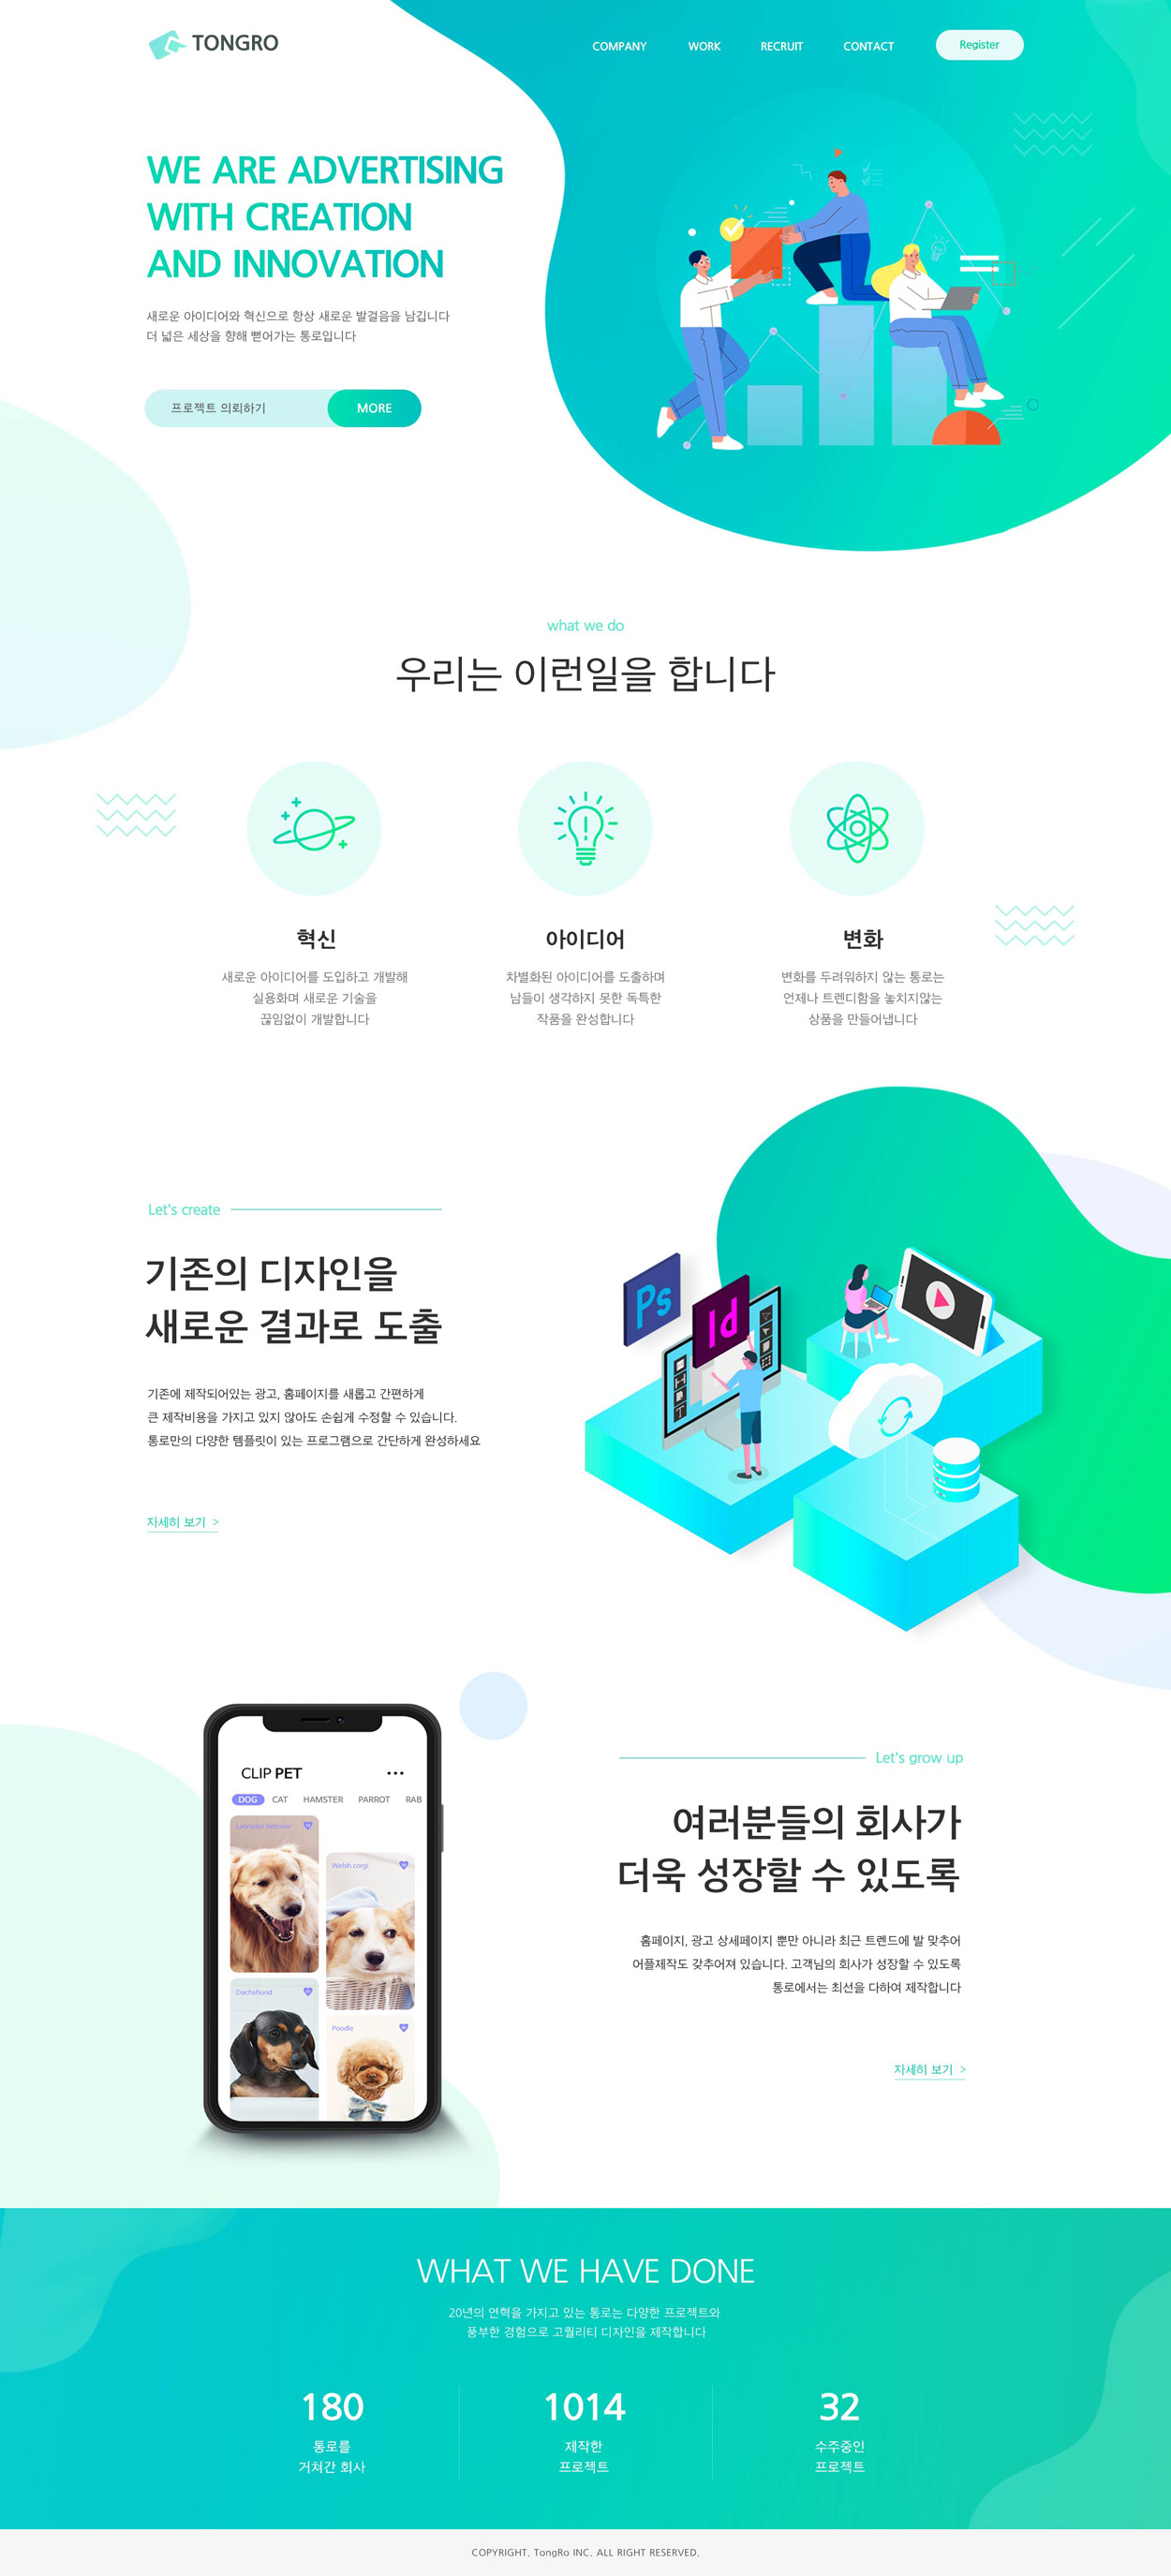 TONGRO
COMPANY
WORK
RECRUIT
CONTACT
Register
WE ARE ADVERTISING
WITH CREATION
AND INNOVATION
새로운 아이디어와 혁신으로 항상 새로운 발걸음을 남깁니다
더 넓은 세상을 향해 뻗어가는 통로입니다
프로젝트 의뢰하기
MORE
what we do
우리는 이런일을 합니다
혁신
새로운 아이디어를 도입하고 개발해
실용화며 새로운 기술을
끊임없이 개발합니다
아이디어
차별화된 아이디어를 도출하며
남들이 생각하지 못한 독특한
작품을 완성합니다
변화
변화를 두려워하지 않는 통로는
언제나 트렌디함을 놓치지않는
상품을 만들어냅니다
Let's create
기존의 디자인을
새로운 결과로 도출
기존에 제작되어있는 광고, 홈페이지를 새롭고 간편하게
큰 제작비용을 가지고 있지 않아도 손쉽게 수정할 수 있습니다.
통로만의 다양한 템플릿이 있는 프로그램으로 간단하게 완성하세요
자세히 보기 >
Ps
Id
CLIP PET
DOG
CAT
HAMSTER
PARROT
RAB
Labrador Retriever
Welsh corgi
Dachshund
Poodle
Let's grow up
여러분들의 회사가
더욱 성장할 수 있도록
홈페이지, 광고 상세페이지 뿐만 아니라 최근 트렌드에 발 맞추어
어플제작도 갖추어져 있습니다. 고객님의 회사가 성장할 수 있도록
통로에서는 최선을 다하여 제작합니다
자세히 보기 >
WHAT WE HAVE DONE
20년의 연혁을 가지고 있는 통로는 다양한 프로젝트와
풍부한 경험으로 고퀄리티 디자인을 제작합니다
180
통로를
거쳐간 회사
1014
제작한
프로젝트
32
수주중인
프로젝트
COPYRIGHT. TongRo INC. ALL RIGHT RESERVED.